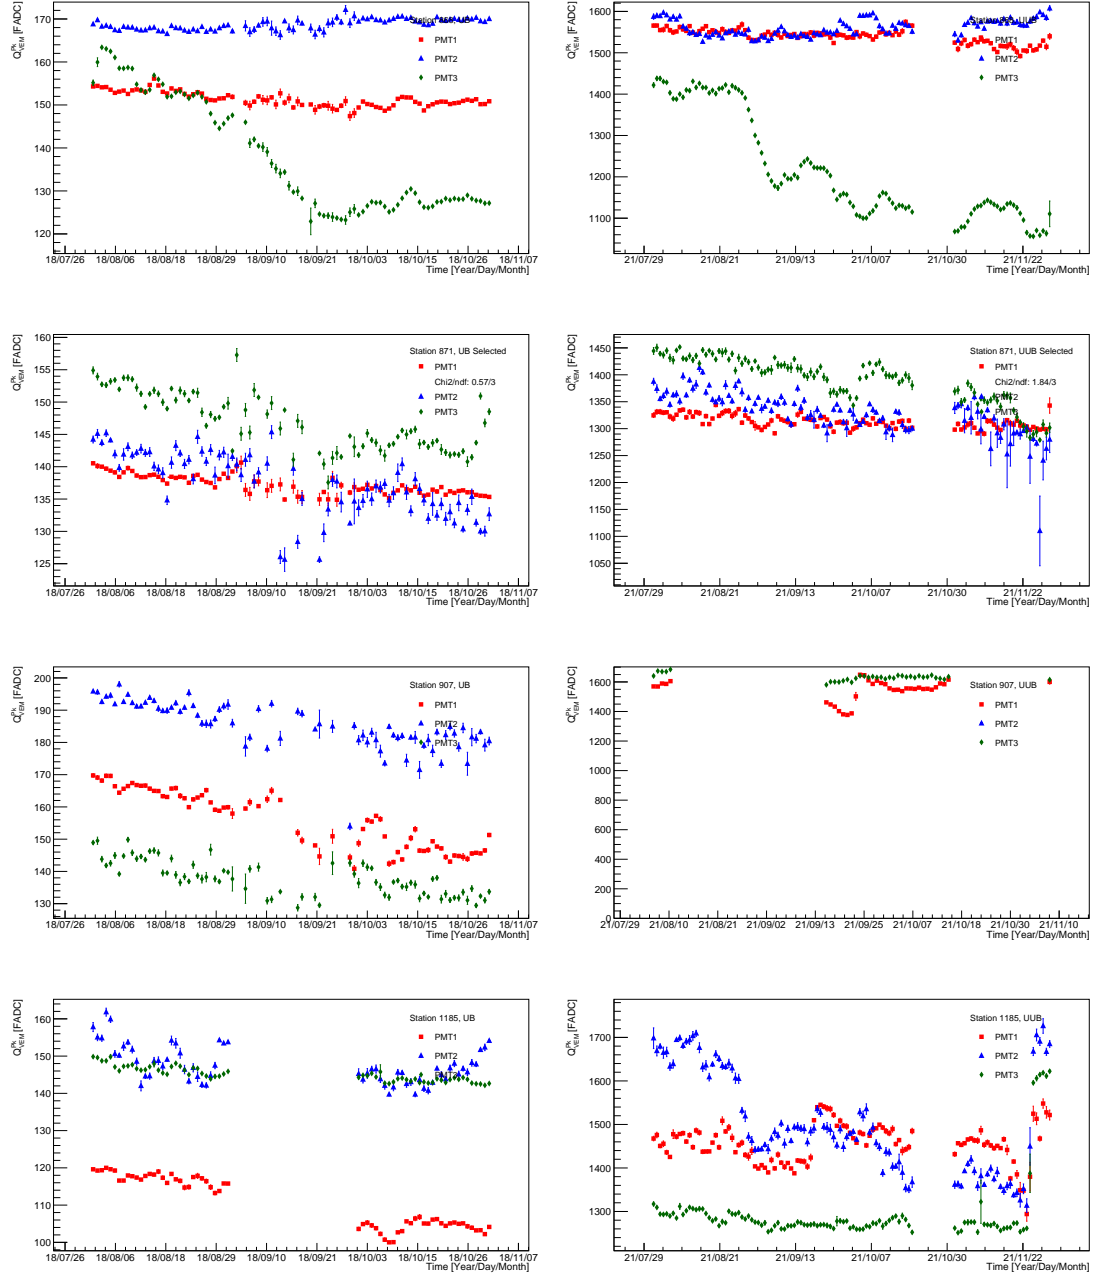 Q^Pk_VEM [FADC]
170
160
150
140
130
120
Station
UB
PMT1
PMT2
PMT3
18/07/26 18/08/06 18/08/18 18/08/29 18/09/10 18/09/21 18/10/03 18/10/15 18/10/26 18/11/07
Time [Year/Day/Month]
Q^Pk_VEM [FADC]
1600
1500
1400
1300
1200
1100
Station
UUB
PMT1
PMT2
PMT3
21/07/29 21/08/21 21/09/13 21/10/07 21/10/30 21/11/22
Time [Year/Day/Month]
Q^Pk_VEM [FADC]
160
155
150
145
140
135
130
125
Station 871, UB Selected
PMT1
Chi2/ndf: 0.57/3
PMT2
PMT3
18/07/26 18/08/06 18/08/18 18/08/29 18/09/10 18/09/21 18/10/03 18/10/15 18/10/26 18/11/07
Time [Year/Day/Month]
Q^Pk_VEM [FADC]
1450
1400
1350
1300
1250
1200
1150
1100
1050
Station 871, UUB Selected
PMT1
Chi2/ndf: 1.84/3
PMT2
PMT3
21/07/29 21/08/21 21/09/13 21/10/07 21/10/30 21/11/22
Time [Year/Day/Month]
Q^Pk_VEM [FADC]
200
190
180
170
160
150
140
130
Station 907, UB
PMT1
PMT2
PMT3
18/07/26 18/08/06 18/08/18 18/08/29 18/09/10 18/09/21 18/10/03 18/10/15 18/10/26 18/11/07
Time [Year/Day/Month]
Q^Pk_VEM [FADC]
1600
1400
1200
1000
800
600
400
200
0
Station 907, UUB
PMT1
PMT2
PMT3
21/07/29 21/08/10 21/08/21 21/09/02 21/09/13 21/09/25 21/10/07 21/10/18 21/10/30 21/11/10
Time [Year/Day/Month]
Q^Pk_VEM [FADC]
160
150
140
130
120
110
100
Station 1185, UB
PMT1
PMT2
PMT3
18/07/26 18/08/06 18/08/18 18/08/29 18/09/10 18/09/21 18/10/03 18/10/15 18/10/26 18/11/07
Time [Year/Day/Month]
Q^Pk_VEM [FADC]
1700
1600
1500
1400
1300
Station 1185, UUB
PMT1
PMT2
PMT3
21/07/29 21/08/21 21/09/13 21/10/07 21/10/30 21/11/22
Time [Year/Day/Month]